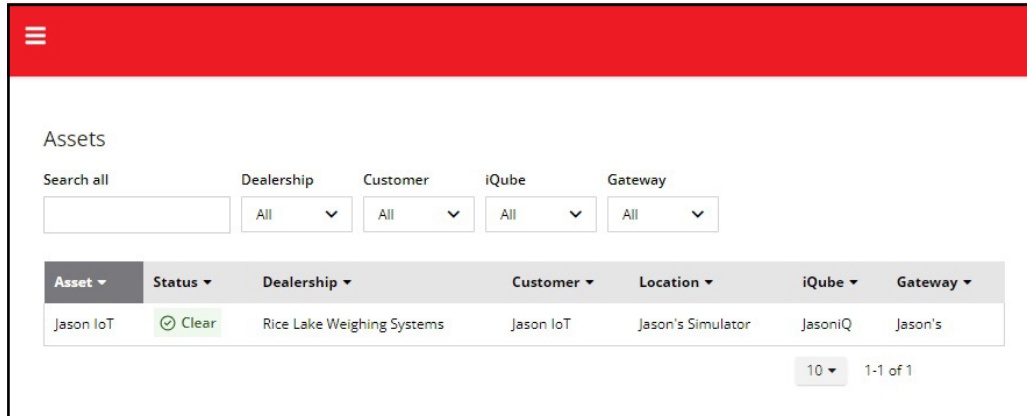 Assets
Search all Dealership Customer iQube Gateway
All All All All
Asset Status Dealership Customer Location iQube Gateway
Jason IoT Clear Rice Lake Weighing Systems Jason IoT Jason's Simulator JasoniQ Jason's
10 1-1 of 1